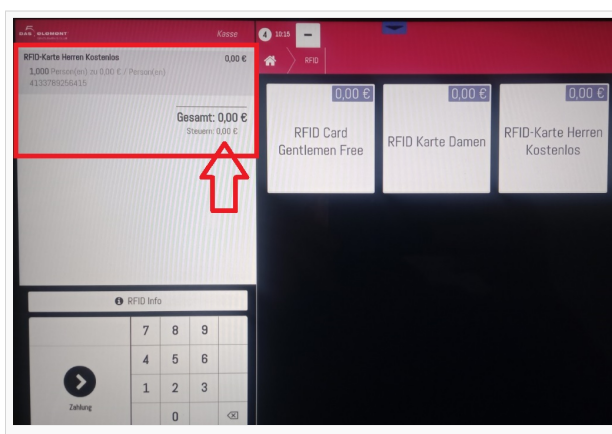 DAS ELEMENT
Kasse
RFID-Karte Herren Kostenlos 0,00 €
1,000 Person(en) zu 0,00 € / Person(en)
4133789256415
Gesamt: 0,00 €
Steuern: 0,00 €
RFID Info
7 8 9
4 5 6
1 2 3
0
Zahlung
4 10:15
RFID
0,00 €
RFID Card
Gentlemen Free
0,00 €
RFID Karte Damen
0,00 €
RFID-Karte Herren
Kostenlos